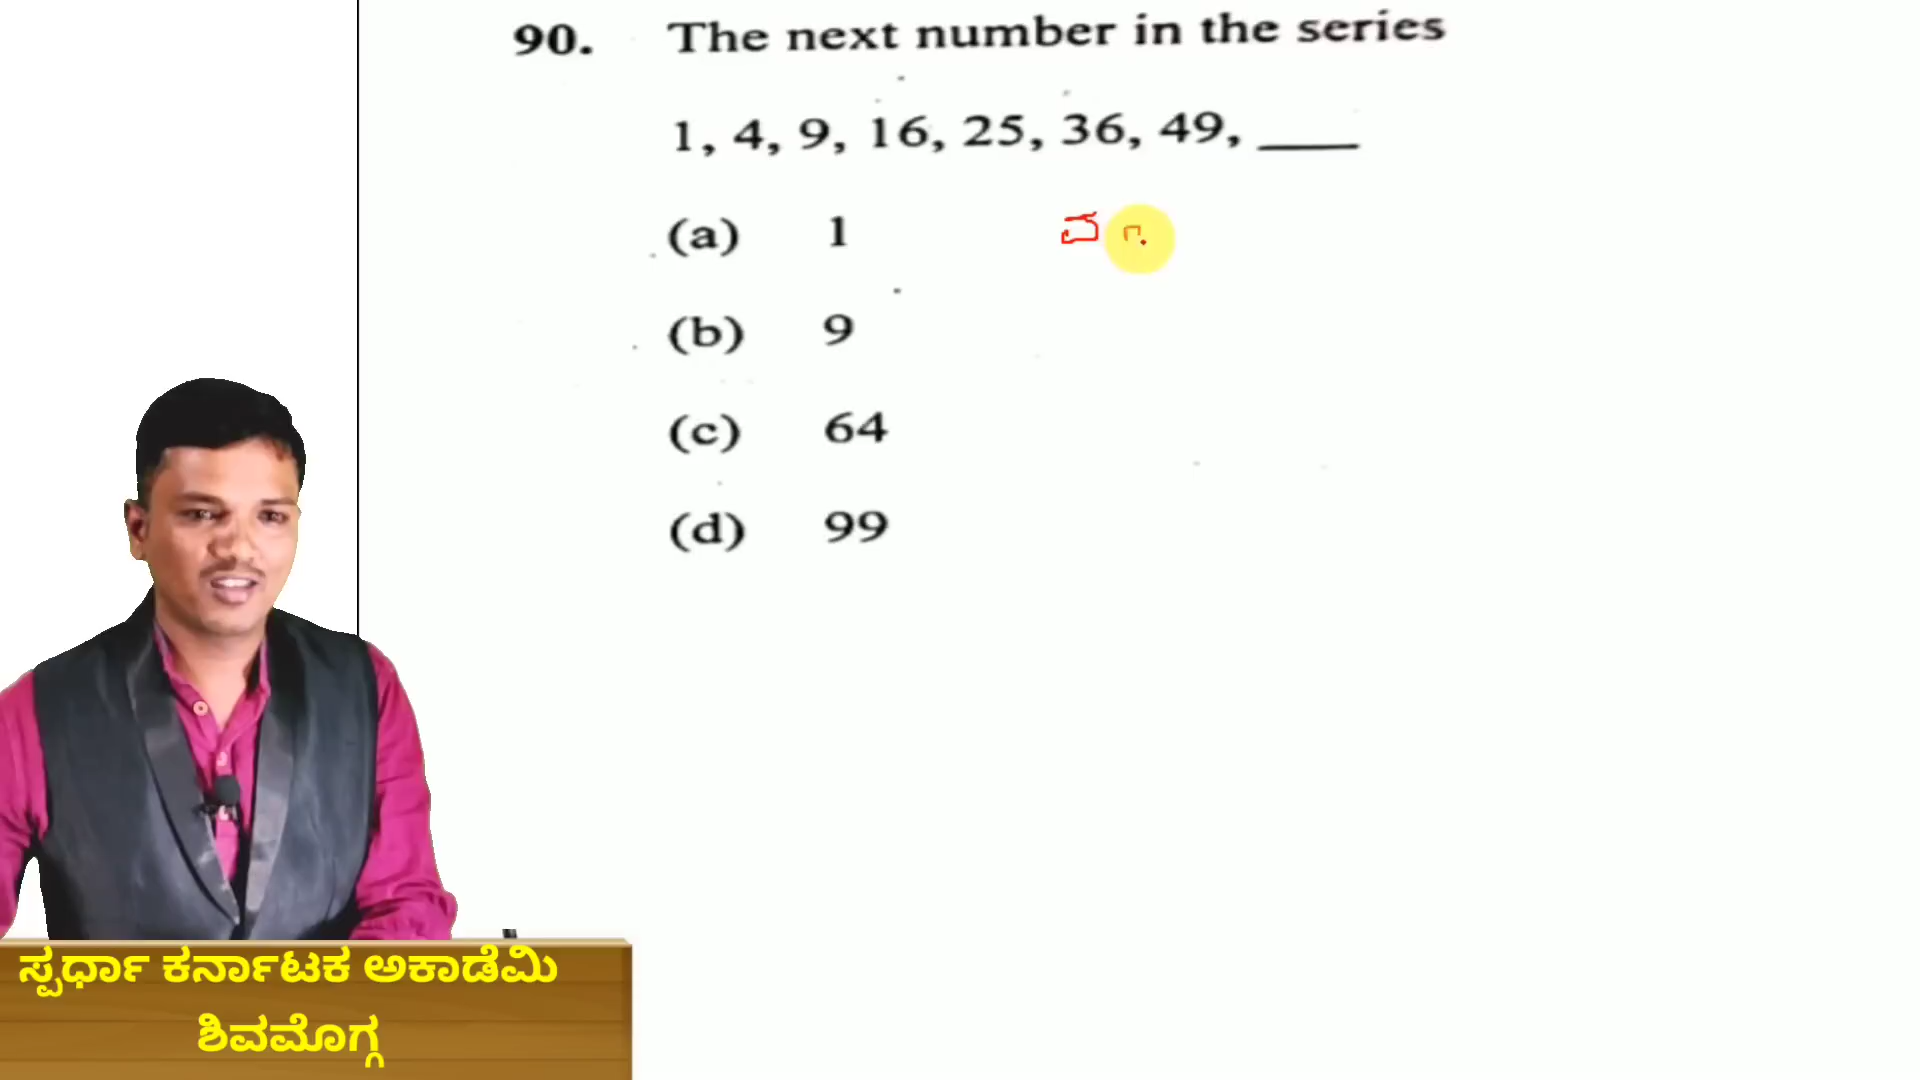 90. The next number in the series
1, 4, 9, 16, 25, 36, 49, ____
(a) 1
(b) 9
(c) 64
(d) 99
ಸ್ಪರ್ಧಾ ಕರ್ನಾಟಕ ಅಕಾಡೆಮಿ
ಶಿವಮೊಗ್ಗ